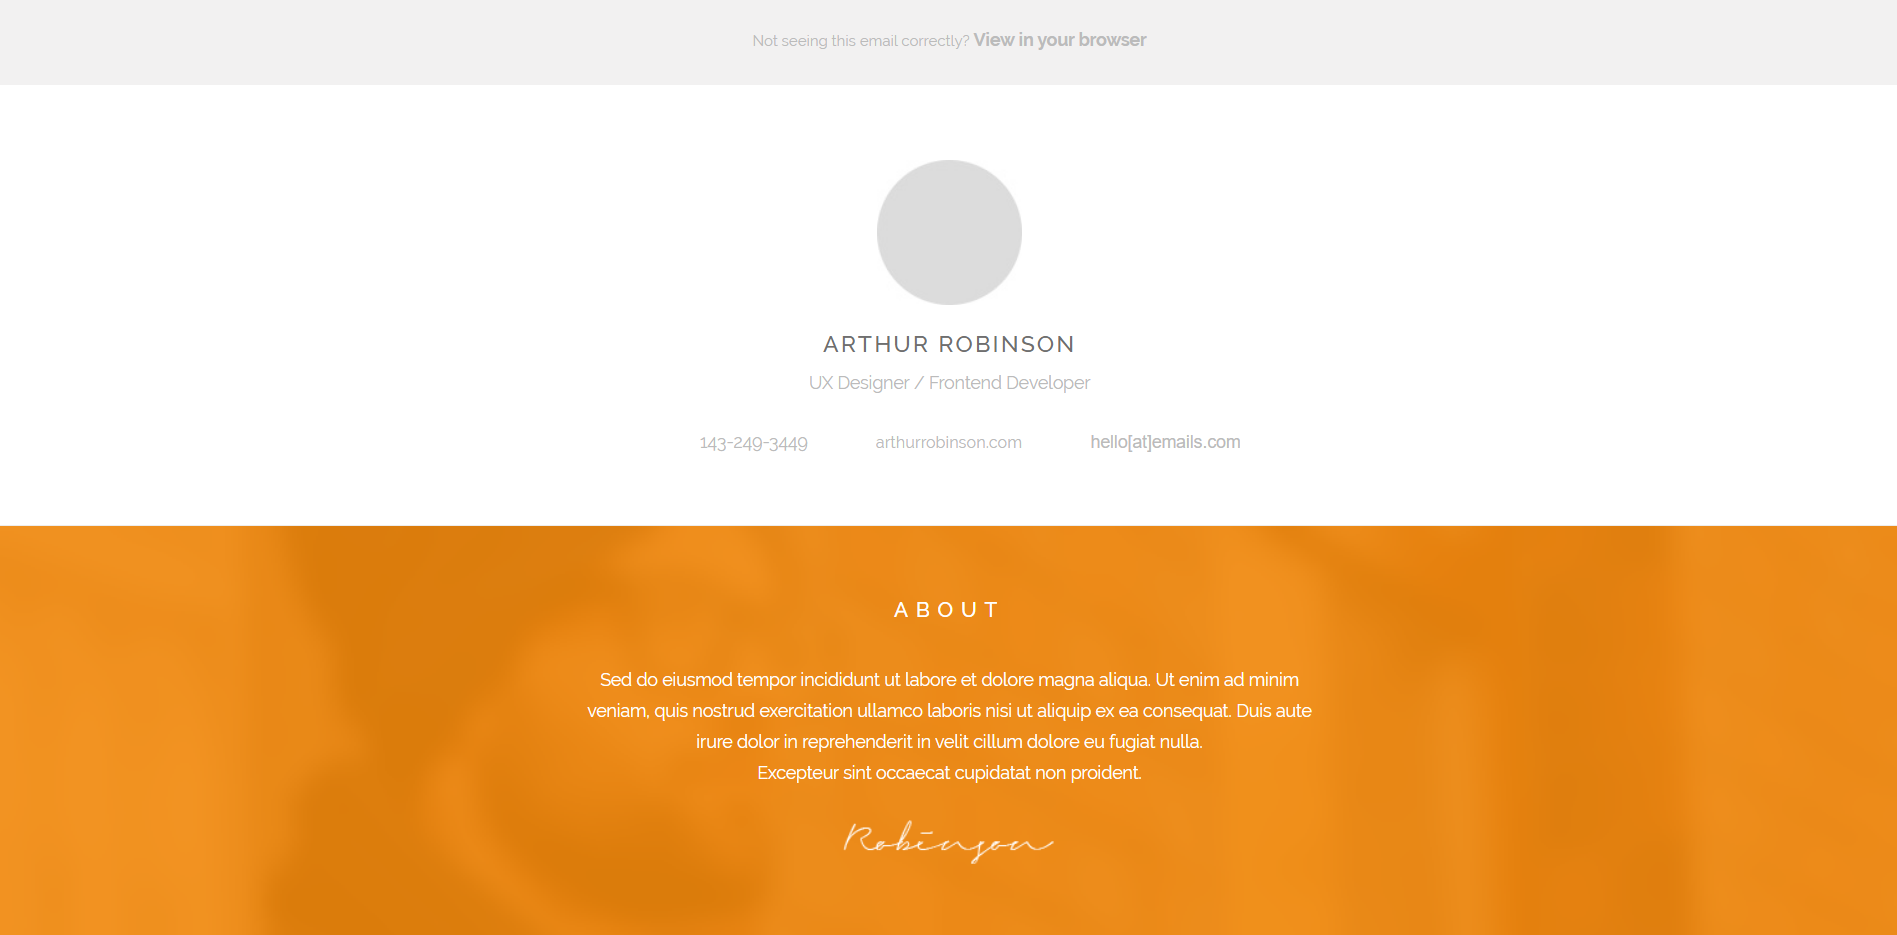 Not seeing this email correctly? View in your browser
ARTHUR ROBINSON
UX Designer / Frontend Developer
143-249-3449 arthurrobinson.com hello[at]emails.com
ABOUT
Sed do eiusmod tempor incididunt ut labore et dolore magna aliqua. Ut enim ad minim
veniam, quis nostrud exercitation ullamco laboris nisi ut aliquip ex ea consequat. Duis aute
irure dolor in reprehenderit in velit cillum dolore eu fugiat nulla.
Excepteur sint occaecat cupidatat non proident.
Robinson